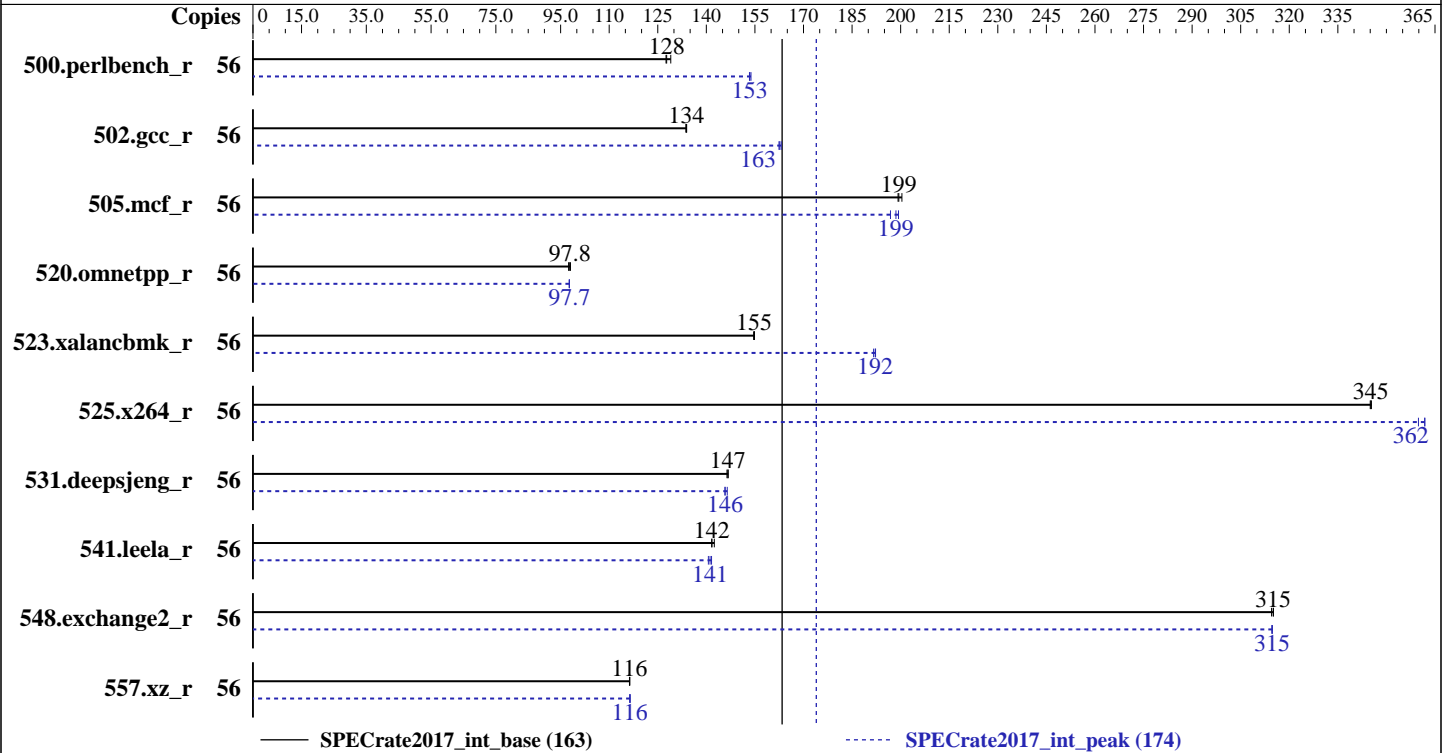 Copies 0 15.0 35.0 55.0 75.0 95.0 110 125 140 155 170 185 200 215 230 245 260 275 290 305 320 335 365
128
500.perlbench_r 56
153
134
502.gcc_r 56
163
199
505.mcf_r 56
199
97.8
520.omnetpp_r 56
97.7
155
523.xalancbmk_r 56
192
345
525.x264_r 56
362
147
531.deepsjeng_r 56
146
142
541.leela_r 56
141
315
548.exchange2_r 56
315
116
557.xz_r 56
116
SPECrate2017_int_base (163) SPECrate2017_int_peak (174)